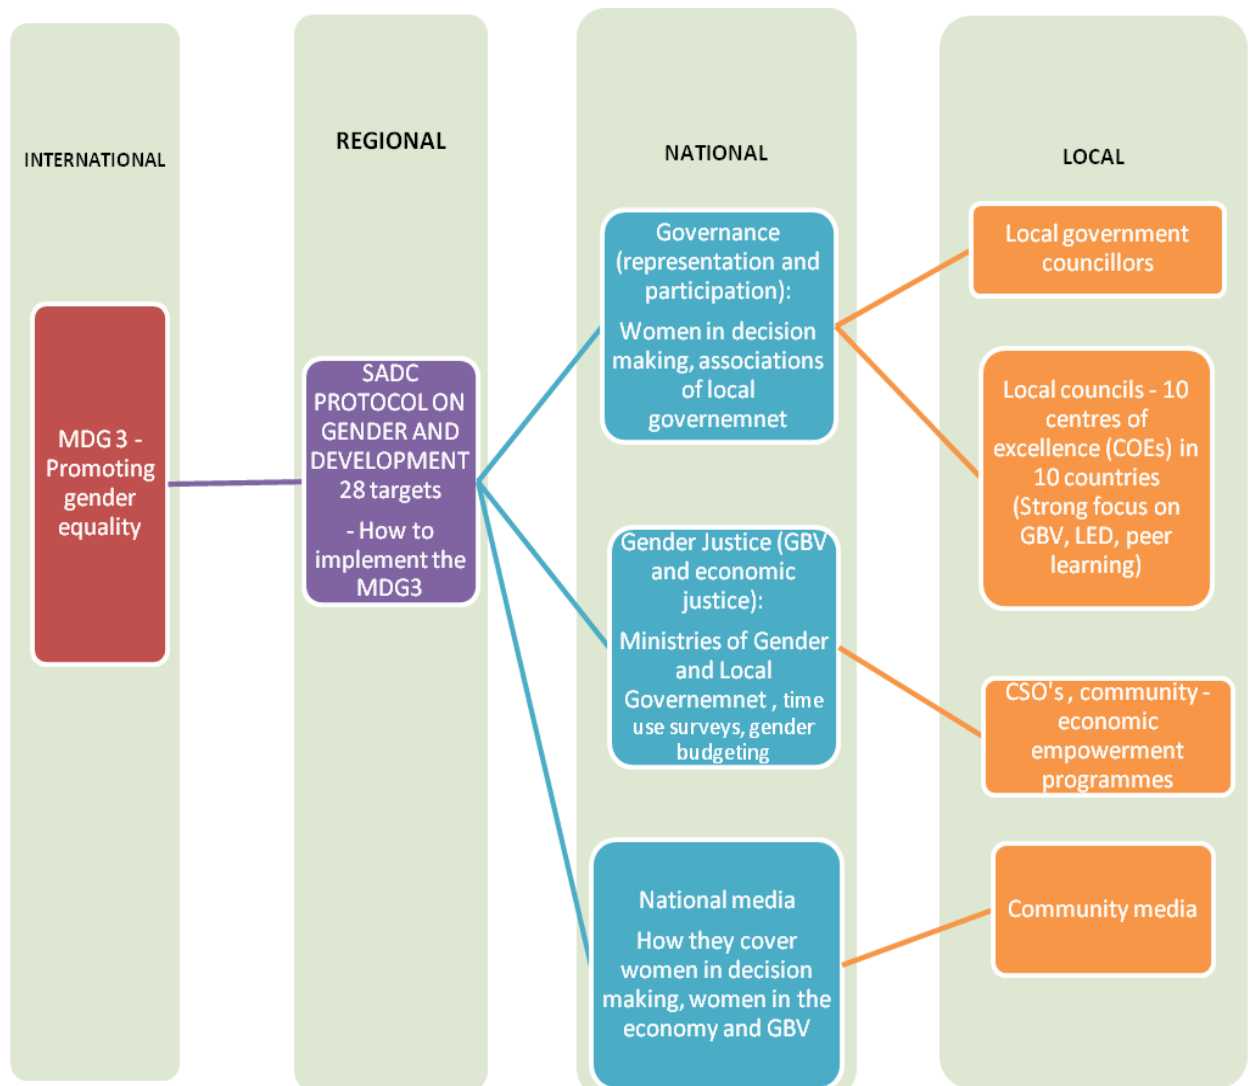 INTERNATIONAL
MDG 3 -
Promoting
gender
equality
REGIONAL
SADC
PROTOCOL ON
GENDER AND
DEVELOPMENT
28 targets
- How to
implement the
MDG3
NATIONAL
Governance
(representation and
participation):
Women in decision
making, associations
of local
governemnet
Gender Justice (GBV
and economic
justice):
Ministries of Gender
and Local
Governemnet , time
use surveys, gender
budgeting
National media
How they cover
women in decision
making, women in the
economy and GBV
LOCAL
Local government
councillors
Local councils - 10
centres of
excellence (COEs) in
10 countries
(Strong focus on
GBV, LED, peer
learning)
CSO's , community -
economic
empowerment
programmes
Community media